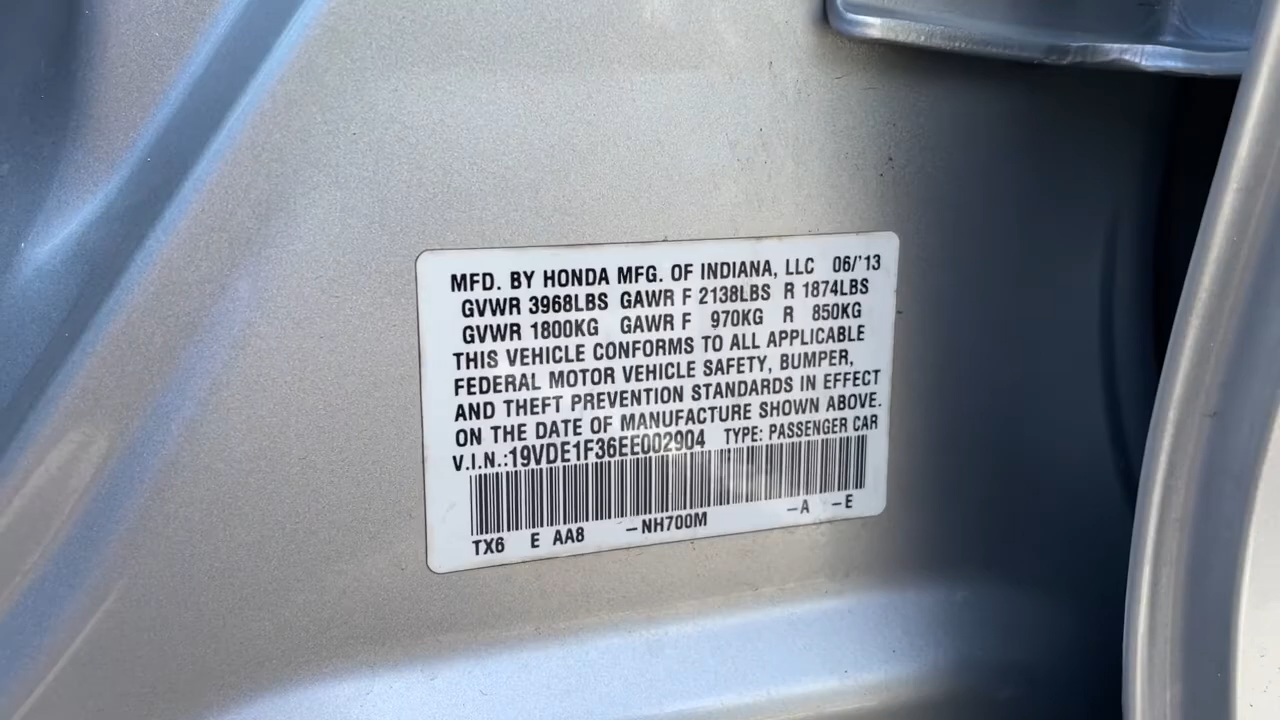 MFD. BY HONDA MFG. OF INDIANA, LLC 06/'13
GVWR 3968LBS GAWR F 2138LBS R 1874LBS
GVWR 1800KG GAWR F 970KG R 850KG
THIS VEHICLE CONFORMS TO ALL APPLICABLE
FEDERAL MOTOR VEHICLE SAFETY, BUMPER,
AND THEFT PREVENTION STANDARDS IN EFFECT
ON THE DATE OF MANUFACTURE SHOWN ABOVE.
V.I.N.:19VDE1F36EE002904 TYPE: PASSENGER CAR
TX6 E AA8 -NH700M -A -E